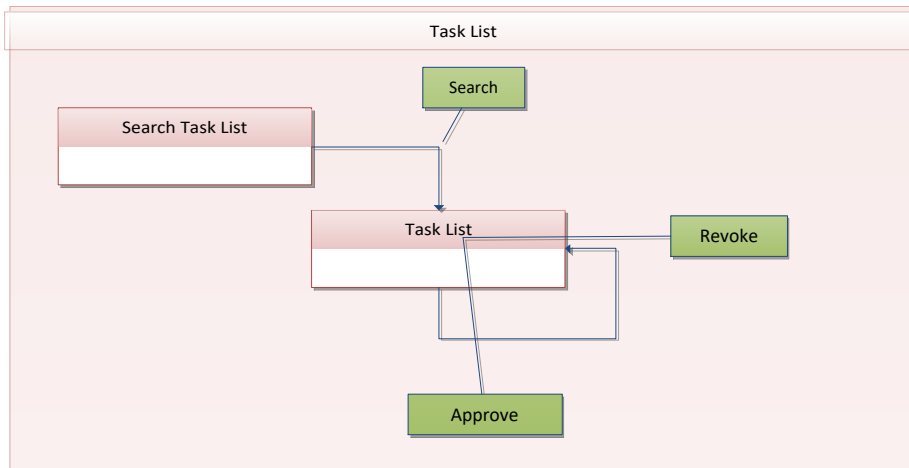 Task List
Search
Search Task List
Task List
Revoke
Approve